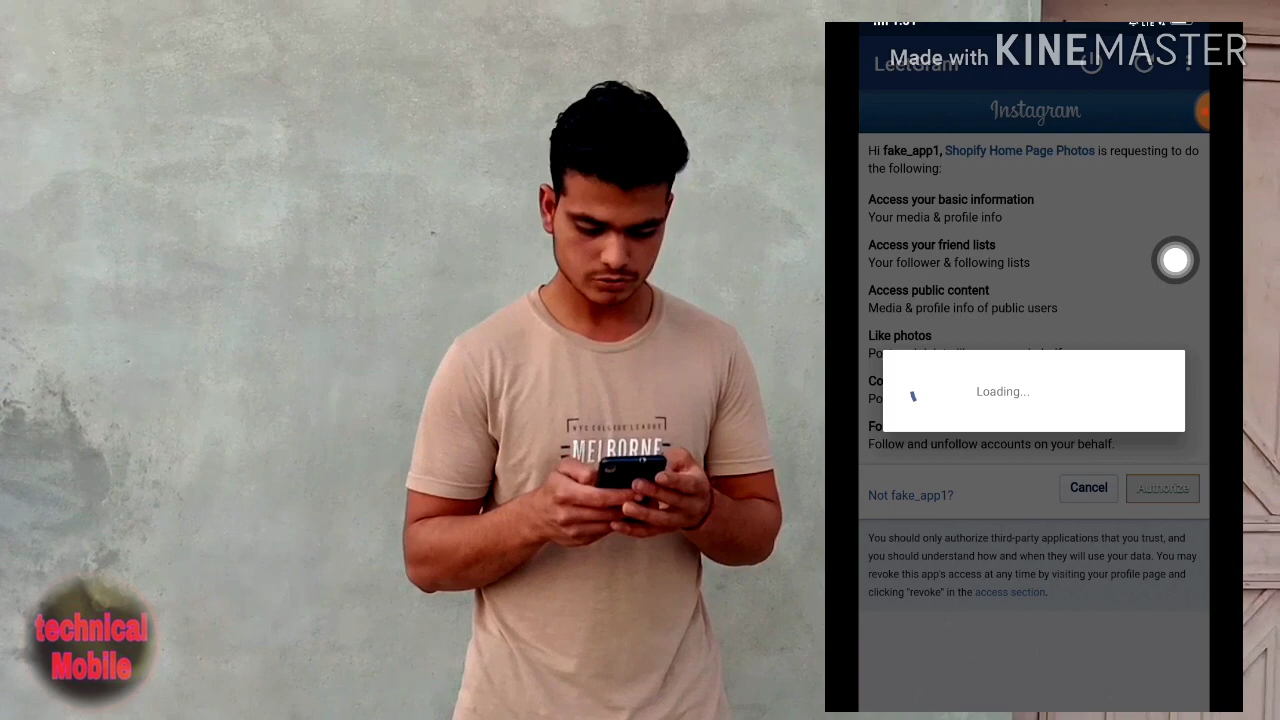 Made with KINEMASTER
LeetGram
Instagram
Hi fake_app1, Shopify Home Page Photos is requesting to do
the following:
Access your basic information
Your media & profile info
Access your friend lists
Your follower & following lists
Access public content
Media & profile info of public users
Like photos
Loading...
Follow and unfollow accounts on your behalf.
Not fake_app1?
Cancel
Authorize
You should only authorize third-party applications that you trust, and
you should understand how and when they will use your data. You may
revoke this app's access at any time by visiting your profile page and
clicking "revoke" in the access section.
NYC COLLEGE LEAGUE
MELBORNE
technical
Mobile